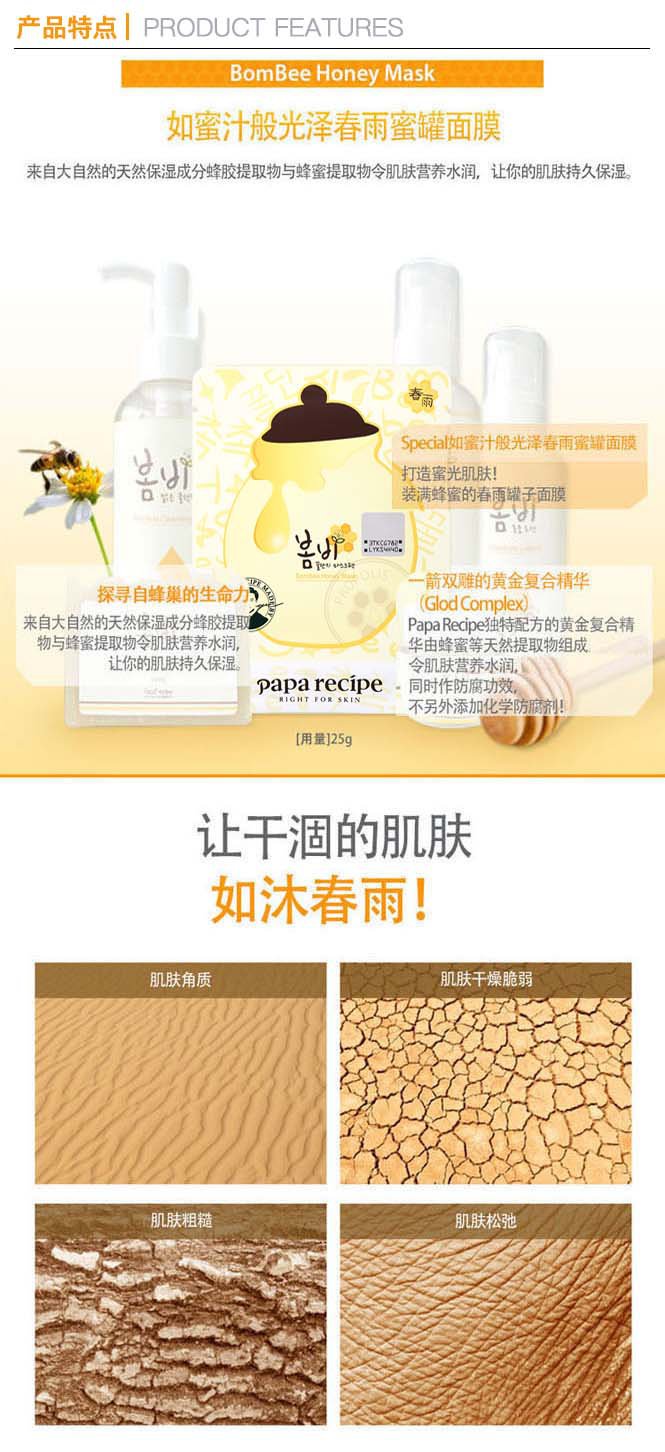 产品特点 | PRODUCT FEATURES
BomBee Honey Mask
如蜜汁般光泽春雨蜜罐面膜
来自大自然的天然保湿成分蜂胶提取物与蜂蜜提取物令肌肤营养水润，让你的肌肤持久保湿。
春雨
Special如蜜汁般光泽春雨蜜罐面膜
打造蜜光肌肤！
装满蜂蜜的春雨罐子面膜
봄비
봄비
꿀단지 마스크팩
BomBee Honey Mask
3TKCG762
LYKS4H40
봄비
探寻自蜂巢的生命力
来自大自然的天然保湿成分蜂胶提取
物与蜂蜜提取物令肌肤营养水润，
让你的肌肤持久保湿。
一箭双雕的黄金复合精华
（Glod Complex）
Papa Recipe独特配方的黄金复合精
华由蜂蜜等天然提取物组成.
令肌肤营养水润,
同时作防腐功效,
不另外添加化学防腐剂！
papa recipe
RIGHT FOR SKIN
[用量]25g
让干涸的肌肤
如沐春雨！
肌肤角质
肌肤干燥脆弱
肌肤粗糙
肌肤松弛